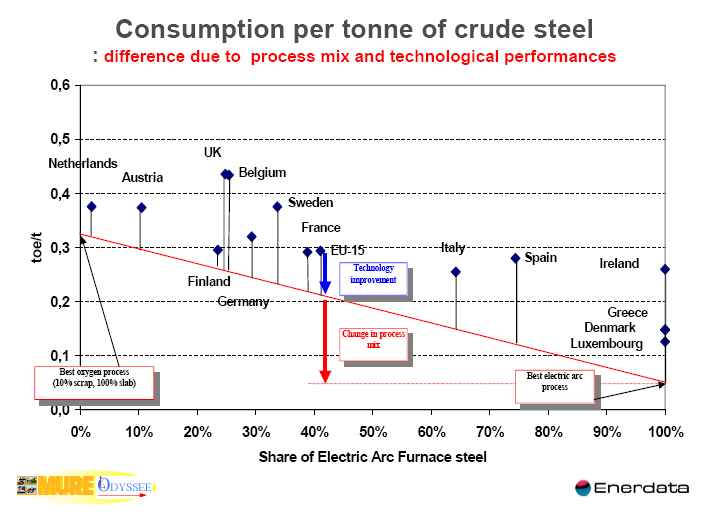 Consumption per tonne of crude steel
: difference due to process mix and technological performances
0,6
0,5
0,4
0,3
0,2
0,1
0,0
toe/t
Netherlands
Austria
UK
Belgium
Sweden
France
EU-15
Finland
Germany
Italy
Spain
Ireland
Greece
Denmark
Luxembourg
Technology
improvement
Change in process
mix
Best oxygen process
(10% scrap, 100% slab)
Best electric arc
process
0% 10% 20% 30% 40% 50% 60% 70% 80% 90% 100%
Share of Electric Arc Furnace steel
MURE ODYSSEE
Enerdata